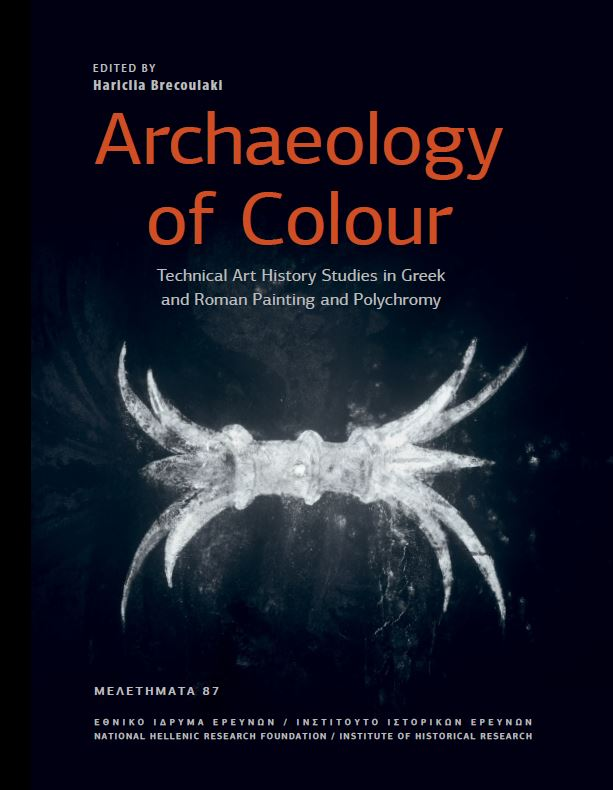 EDITED BY
Hariclia Brecoulaki
Archaeology
of Colour
Technical Art History Studies in Greek
and Roman Painting and Polychromy
ΜΕΛΕΤΗΜΑΤΑ 87
ΕΘΝΙΚΟ ΙΔΡΥΜΑ ΕΡΕΥΝΩΝ / ΙΝΣΤΙΤΟΥΤΟ ΙΣΤΟΡΙΚΩΝ ΕΡΕΥΝΩΝ
NATIONAL HELLENIC RESEARCH FOUNDATION / INSTITUTE OF HISTORICAL RESEARCH